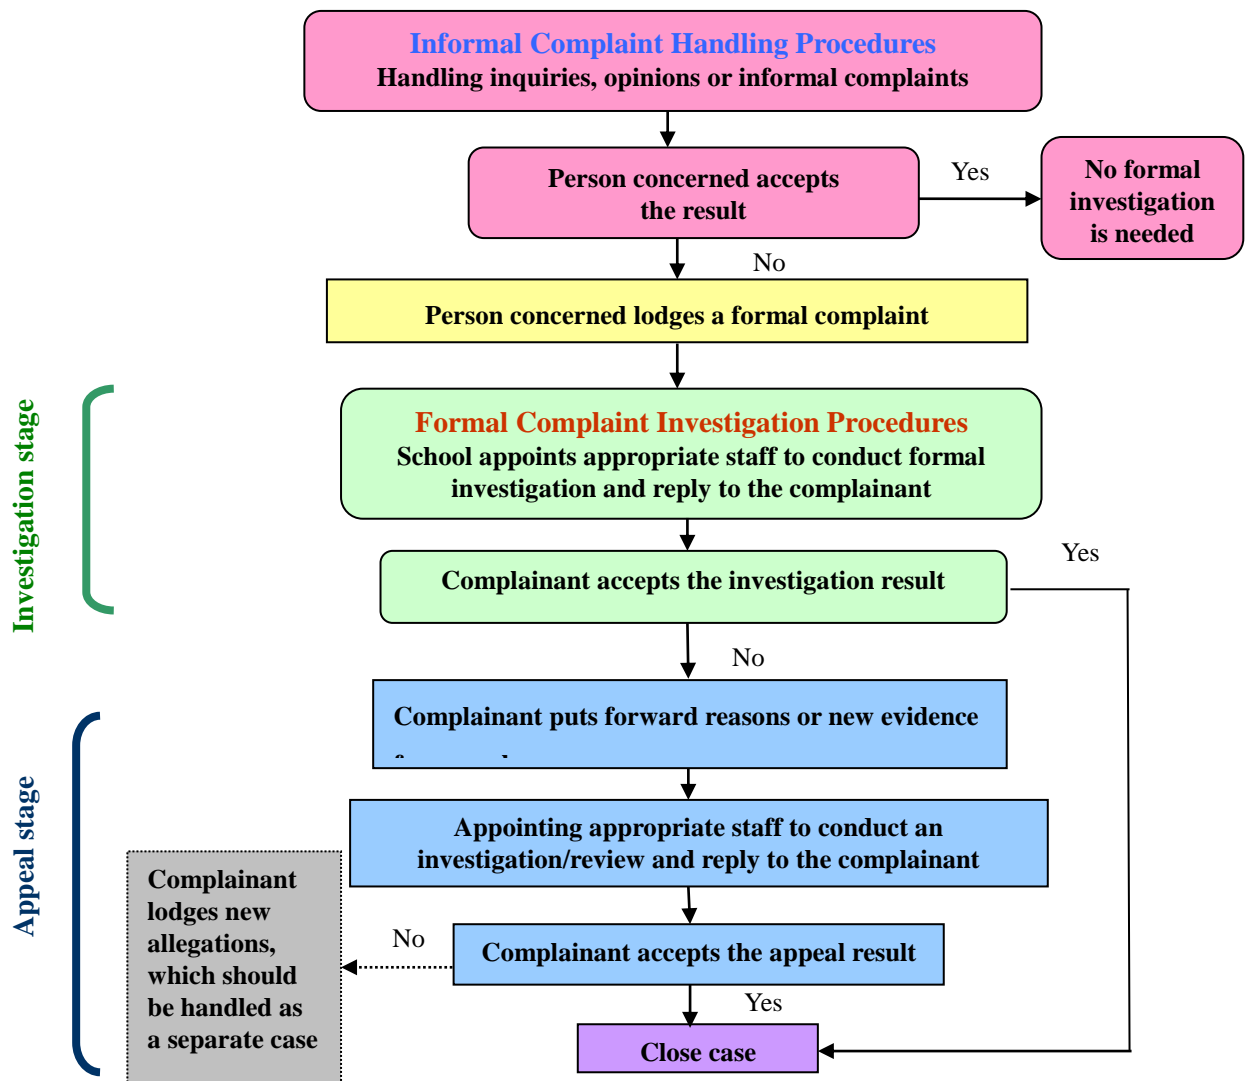 Informal Complaint Handling Procedures
Handling inquiries, opinions or informal complaints
Person concerned accepts
the result
Yes
No formal
investigation
is needed
No
Person concerned lodges a formal complaint
Investigation stage
Formal Complaint Investigation Procedures
School appoints appropriate staff to conduct formal
investigation and reply to the complainant
Complainant accepts the investigation result
Yes
No
Appeal stage
Complainant puts forward reasons or new evidence
Appointing appropriate staff to conduct an
investigation/review and reply to the complainant
Complainant accepts the appeal result
No
Complainant
lodges new
allegations,
which should
be handled as
a separate case
Yes
Close case